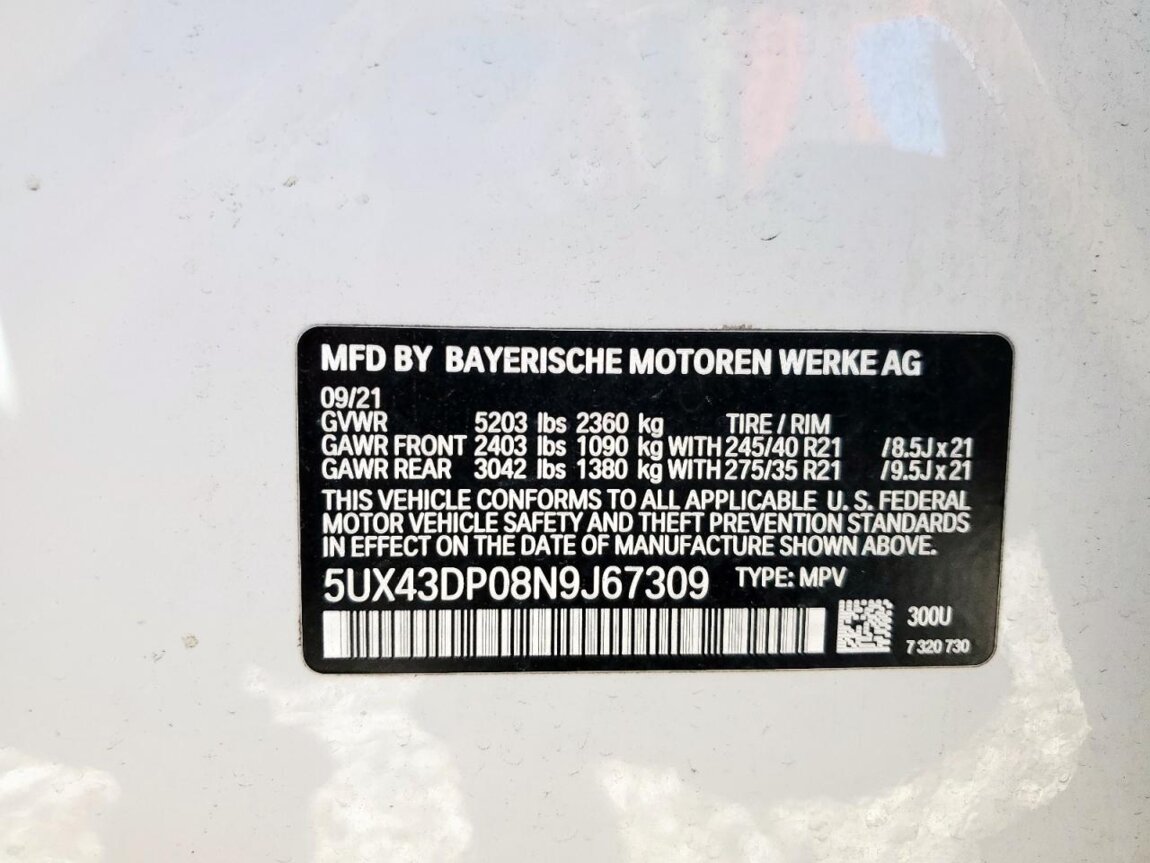 MFD BY BAYERISCHE MOTOREN WERKE AG
09/21
GVWR 5203 lbs 2360 kg TIRE / RIM
GAWR FRONT 2403 lbs 1090 kg WITH 245/40 R21 /8.5J x 21
GAWR REAR 3042 lbs 1380 kg WITH 275/35 R21 /9.5J x 21
THIS VEHICLE CONFORMS TO ALL APPLICABLE U. S. FEDERAL
MOTOR VEHICLE SAFETY AND THEFT PREVENTION STANDARDS
IN EFFECT ON THE DATE OF MANUFACTURE SHOWN ABOVE.
5UX43DP08N9J67309 TYPE: MPV
300U
7 320 730